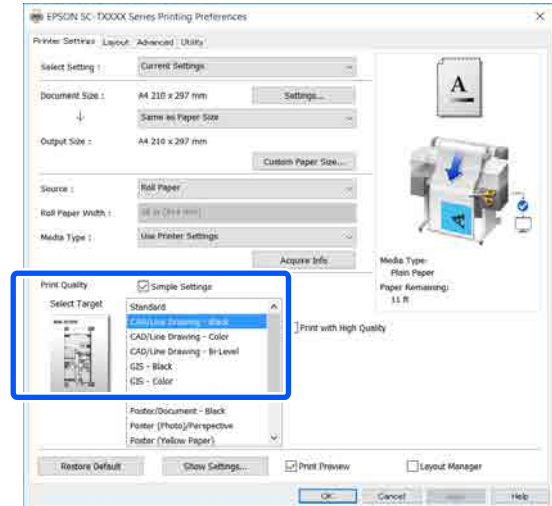 EPSON SC-TXXXX Series Printing Preferences
Printer Settings Layout Advanced Utility
Select Setting : Current Settings
Document Size : A4 210 x 297 mm Settings...
Same as Paper Size
Output Size : A4 210 x 297 mm
Custom Paper Size...
Source : Roll Paper
Roll Paper Width :
Media Type : Use Printer Settings
Acquire Info
Media Type:
Plain Paper
Paper Remaining:
11 ft
Print Quality Simple Settings
Select Target
Standard
CAD/Line Drawing - Black
CAD/Line Drawing - Color
CAD/Line Drawing - Bi-Level
GIS - Black
GIS - Color
Poster/Document - Black
Poster (Photo)/Perspective
Poster (Yellow Paper)
Print with High Quality
Restore Default Show Settings... Print Preview Layout Manager
OK Cancel Help
A
A